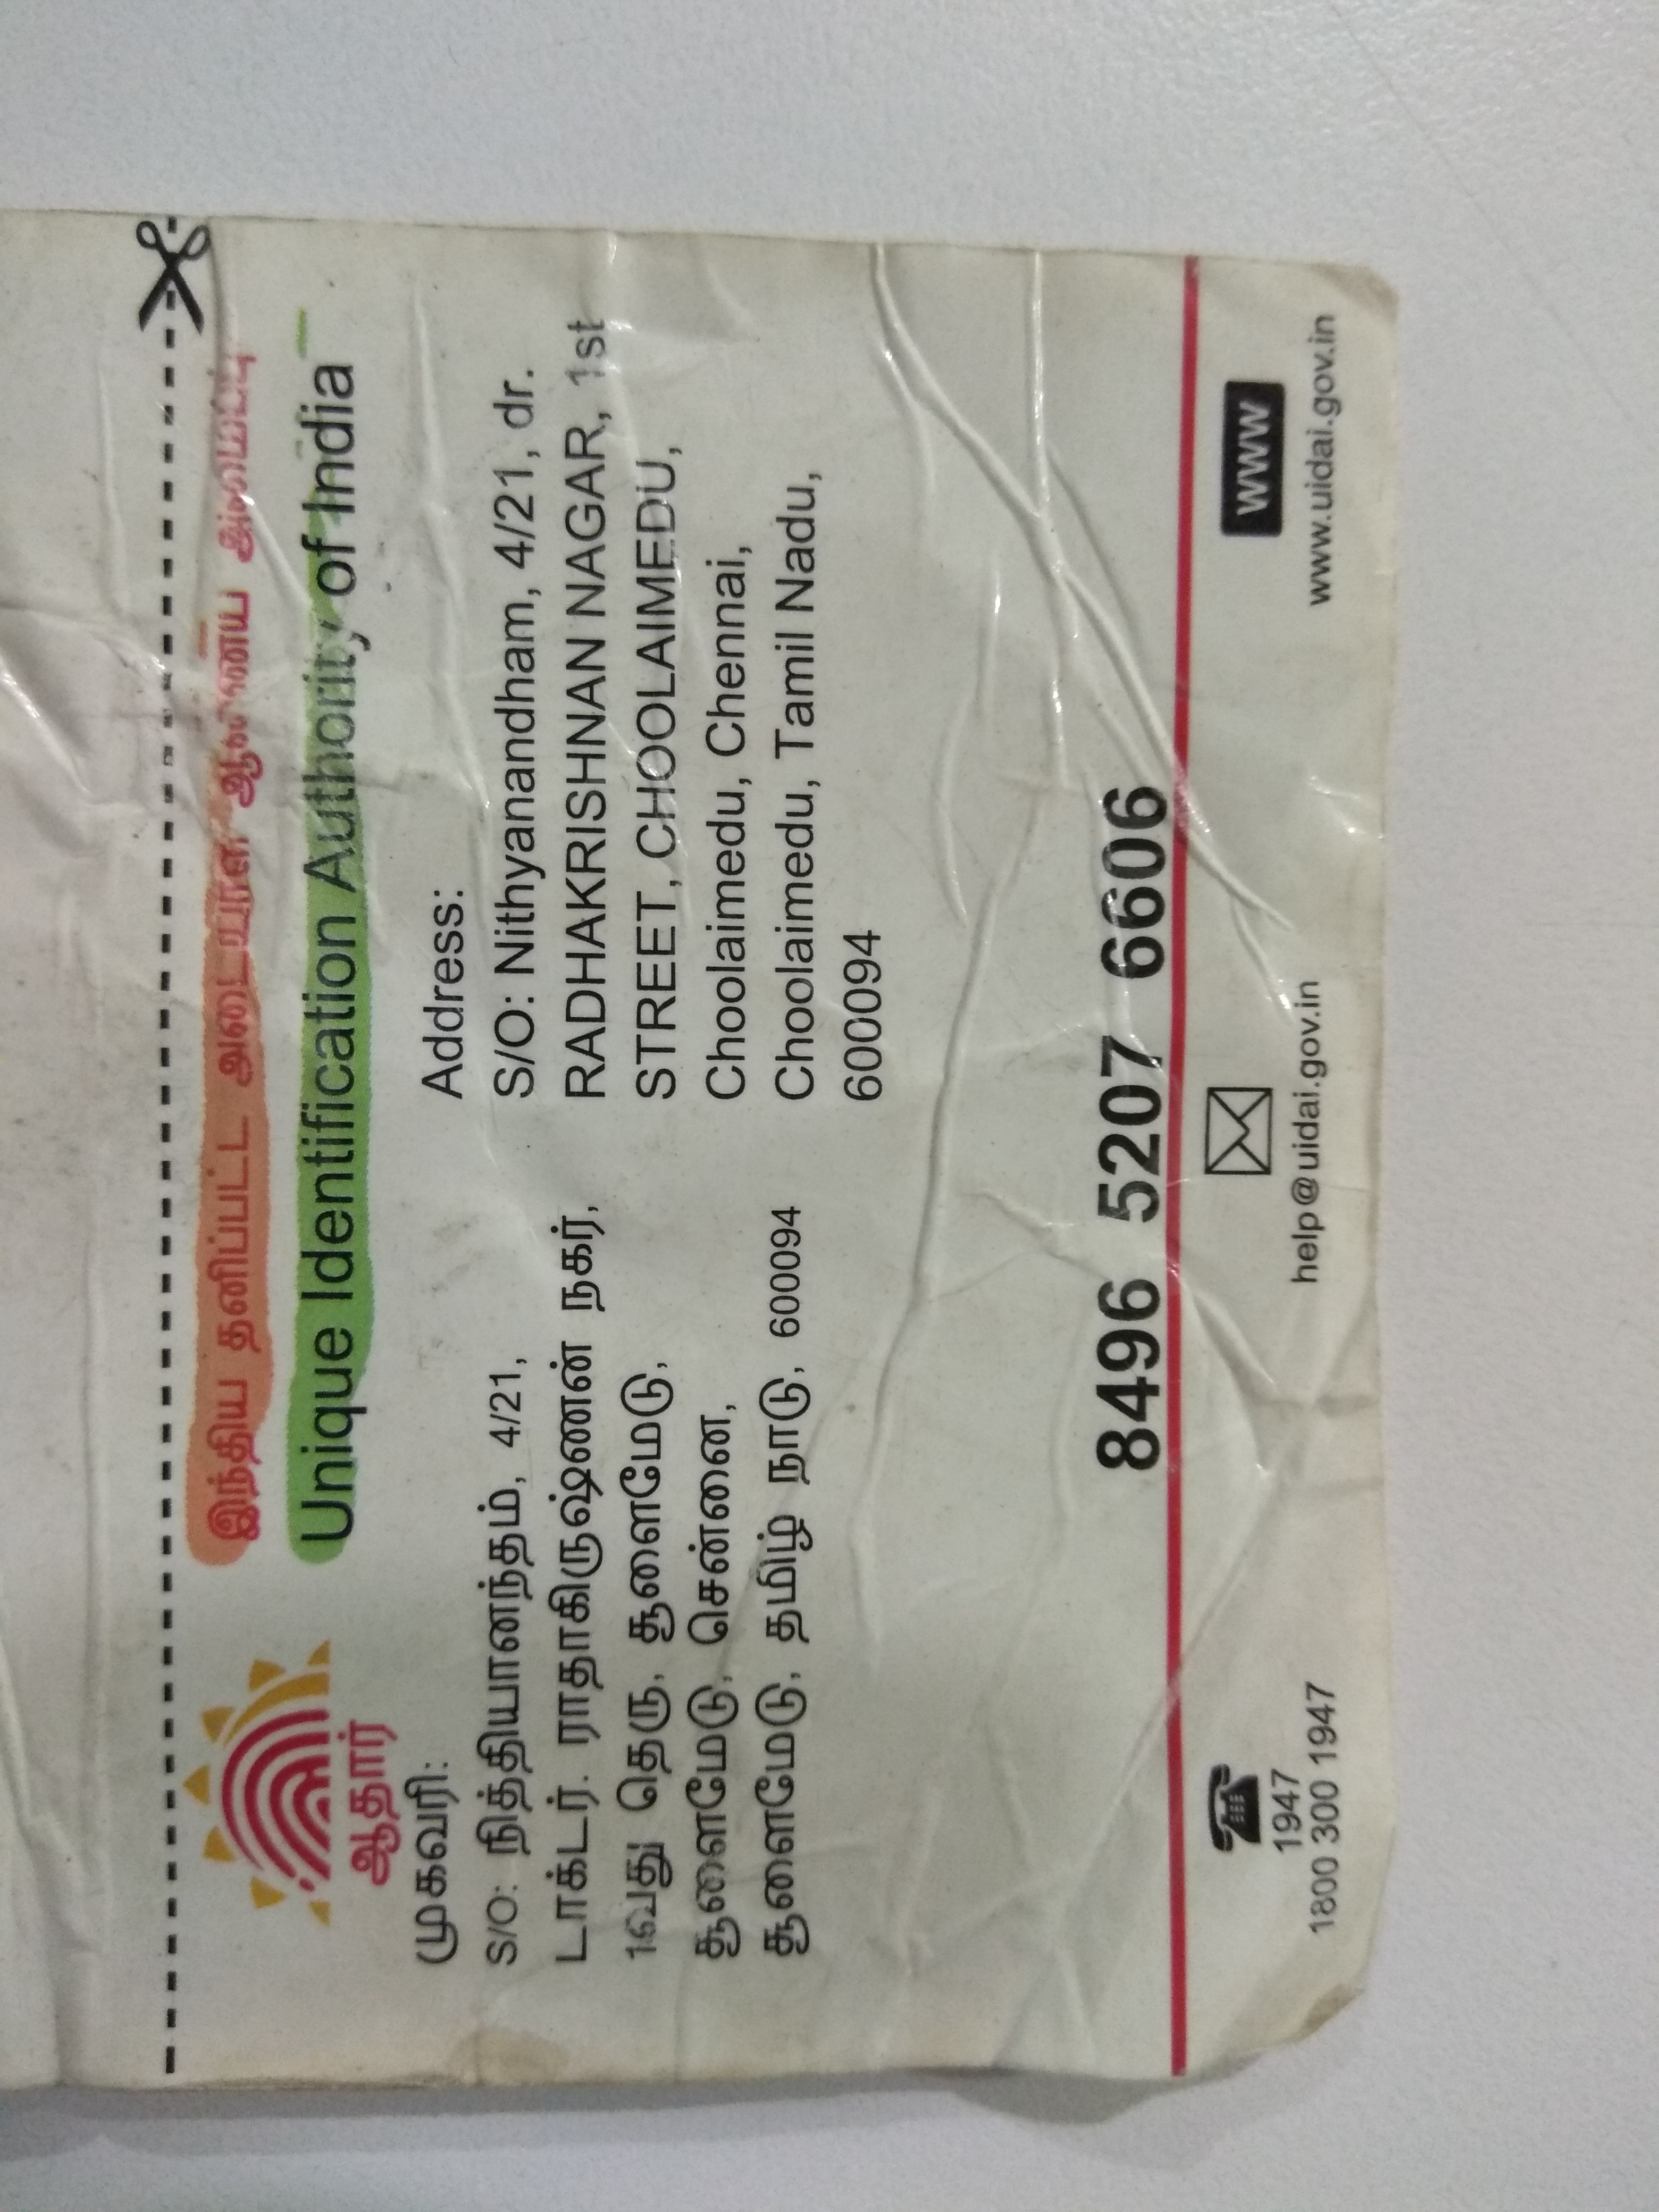 இந்திய தனிப்பட்ட அடையாள ஆணைய அமைப்பு
Unique Identification Authority of India
ஆதார்
முகவரி:
S/O: நித்தியானந்தம், 4/21,
டாக்டர். ராதாகிருஷ்ணன் நகர்,
1வது தெரு, சூளைமேடு,
சூளைமேடு, சென்னை,
சூளைமேடு, தமிழ் நாடு, 600094
Address:
S/O: Nithyanandham, 4/21, dr.
RADHAKRISHNAN NAGAR, 1st
STREET, CHOOLAIMEDU,
Choolaimedu, Chennai,
Choolaimedu, Tamil Nadu,
600094
8496 5207 6606
1947
1800 300 1947
help@uidai.gov.in
WWW
www.uidai.gov.in